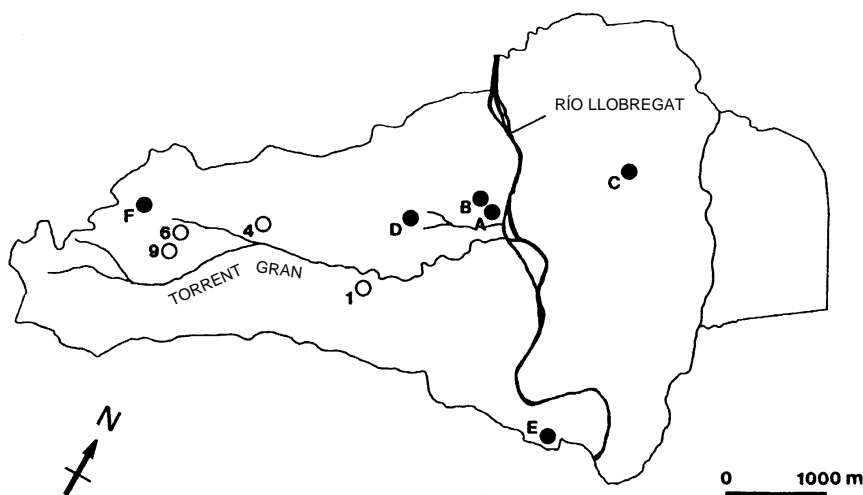 RÍO LLOBREGAT
C
F
B
A
D
6
4
9
TORRENT GRAN
1
E
N
0 1000 m